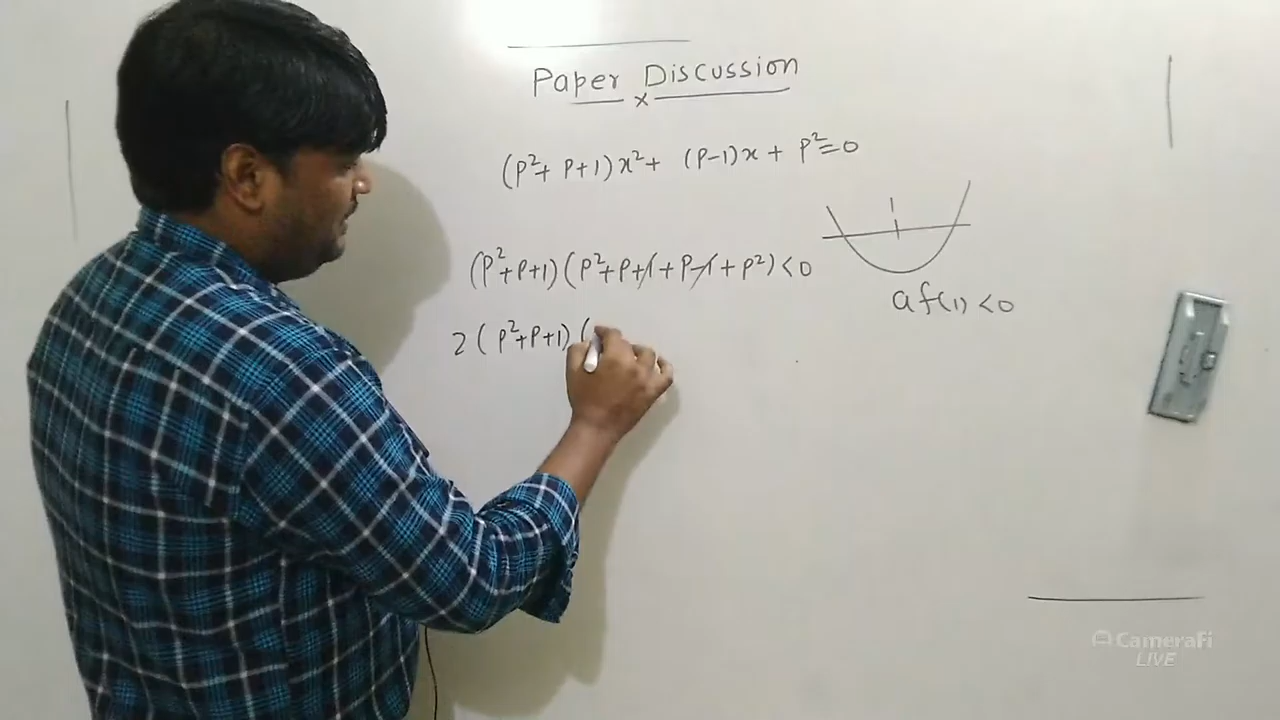 Paper Discussion
x
(P²+ P+1)x²+ (P-1)x + P²=0
1
(P²+P+1)(P²+P+1+P-1+P²)<0
af(1)<0
2(P²+P+1)(
CameraFi
LIVE